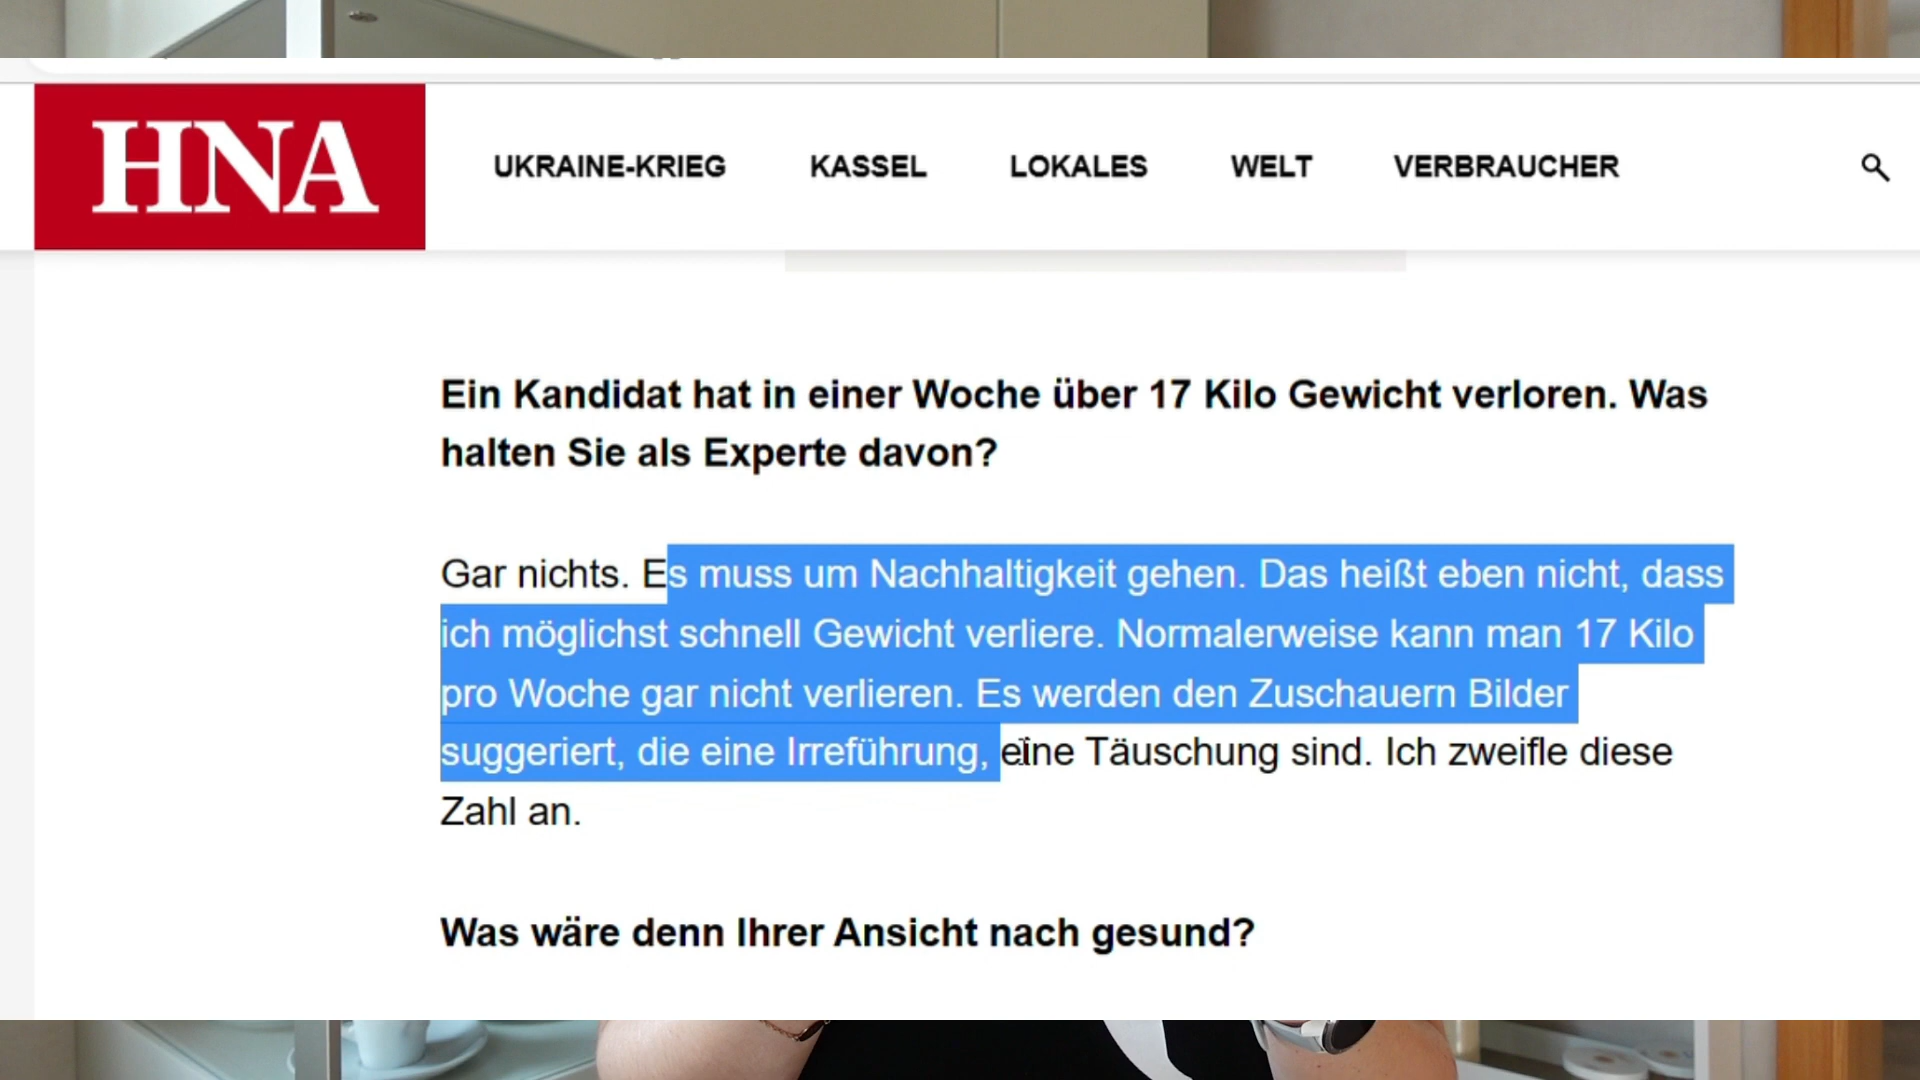 HNA
UKRAINE-KRIEG KASSEL LOKALES WELT VERBRAUCHER
Ein Kandidat hat in einer Woche über 17 Kilo Gewicht verloren. Was
halten Sie als Experte davon?
Gar nichts. Es muss um Nachhaltigkeit gehen. Das heißt eben nicht, dass
ich möglichst schnell Gewicht verliere. Normalerweise kann man 17 Kilo
pro Woche gar nicht verlieren. Es werden den Zuschauern Bilder
suggeriert, die eine Irreführung, eine Täuschung sind. Ich zweifle diese
Zahl an.
Was wäre denn Ihrer Ansicht nach gesund?